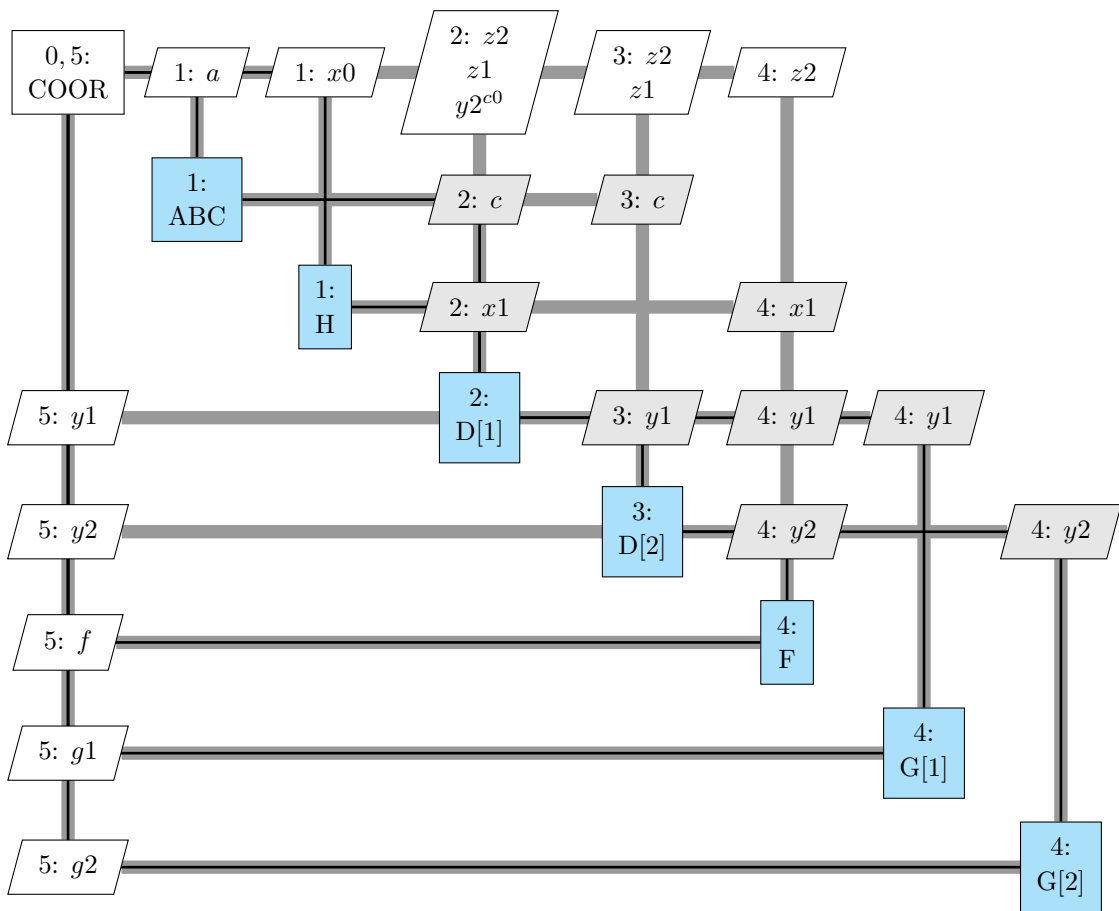 0, 5:
COOR
1: a
1: x0
2: z2
z1
y2^{c0}
3: z2
z1
4: z2
1:
ABC
2: c
3: c
1:
H
2: x1
4: x1
5: y1
2:
D[1]
3: y1
4: y1
4: y1
5: y2
3:
D[2]
4: y2
4: y2
5: f
4:
F
5: g1
4:
G[1]
5: g2
4:
G[2]